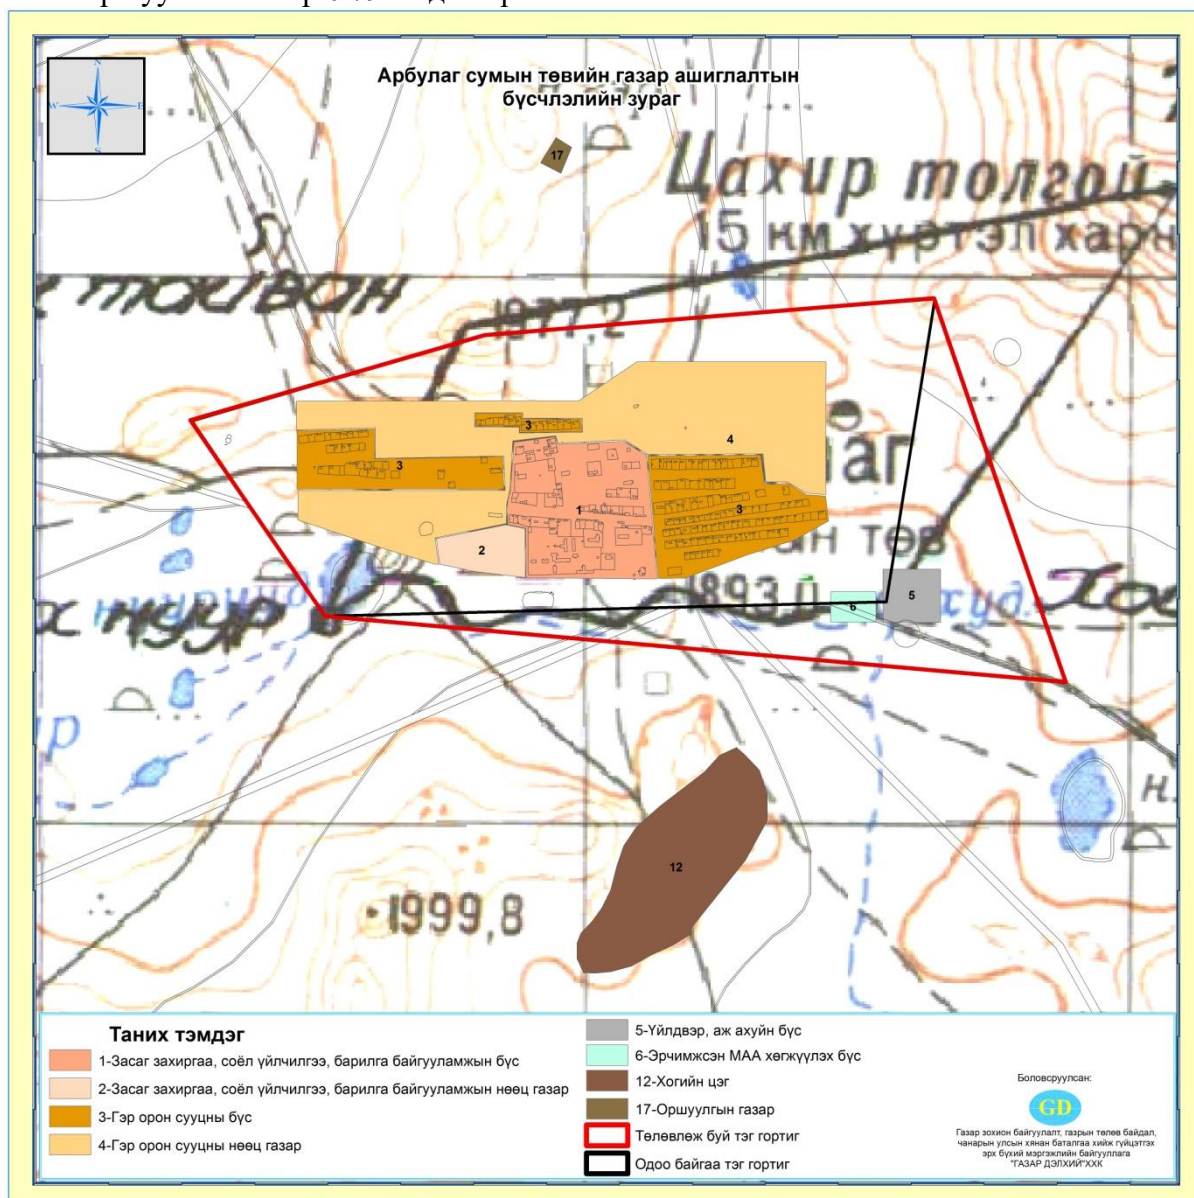 Арбулаг сумын төвийн газар ашиглалтын
бүсчлэлийн зураг
N
W
E
S
17
Цахир толгой
15 км хүртэл харн
1977,2
4
3
3
3
1
2
1893,0
6
5
12
1999,8
Таних тэмдэг
1-Засаг захиргаа, соёл үйлчилгээ, барилга байгууламжын бүс
2-Засаг захиргаа, соёл үйлчилгээ, барилга байгууламжын нөөц газар
3-Гэр орон сууцны бүс
4-Гэр орон сууцны нөөц газар
5-Үйлдвэр, аж ахуйн бүс
6-Эрчимжсэн МАА хөгжүүлэх бүс
12-Хогийн цэг
17-Оршуулгын газар
Төлөвлөж буй тэг гортиг
Одоо байгаа тэг гортиг
Боловсруулсан:
GD
Газар зохион байгуулалт, газрын төлөв байдал,
чанарын улсын хянан баталгаа хийж гүйцэтгэх
эрх бүхий мэргэжлийн байгууллага
"ГАЗАР ДЭЛХИЙ"ХХК